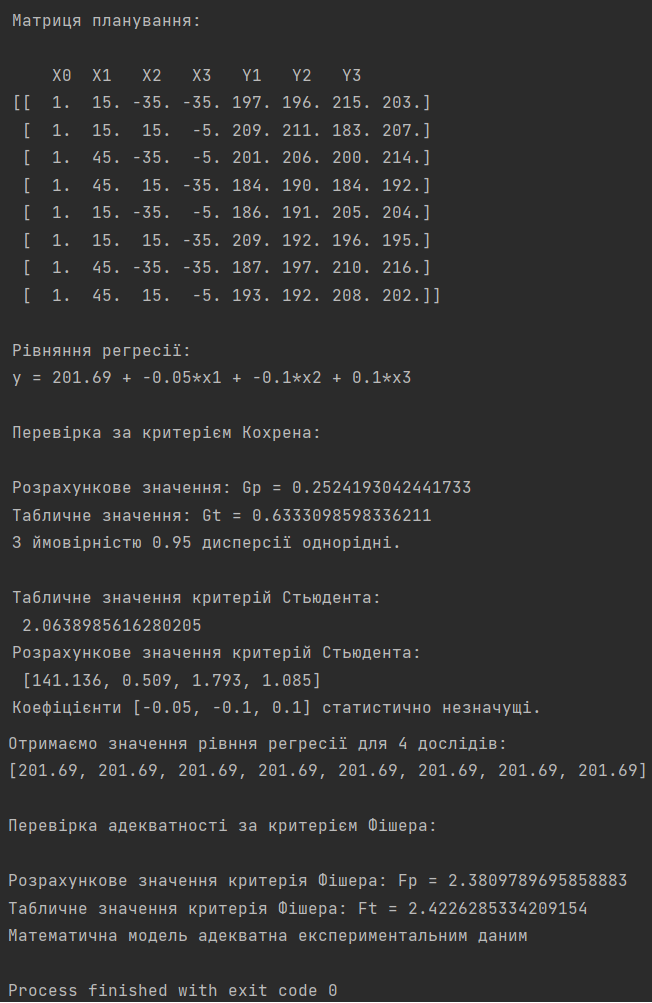 Матриця планування:
X0 X1 X2 X3 Y1 Y2 Y3
[[ 1. 15. -35. -35. 197. 196. 215. 203.]
[ 1. 15. 15. -5. 209. 211. 183. 207.]
[ 1. 45. -35. -5. 201. 206. 200. 214.]
[ 1. 45. 15. -35. 184. 190. 184. 192.]
[ 1. 15. -35. -5. 186. 191. 205. 204.]
[ 1. 15. 15. -35. 209. 192. 196. 195.]
[ 1. 45. -35. -35. 187. 197. 210. 216.]
[ 1. 45. 15. -5. 193. 192. 208. 202.]]
Рівняння регресії:
y = 201.69 + -0.05*x1 + -0.1*x2 + 0.1*x3
Перевірка за критерієм Кохрена:
Розрахункове значення: Gp = 0.2524193042441733
Табличне значення: Gt = 0.6333098598336211
З ймовірністю 0.95 дисперсії однорідні.
Табличне значення критерій Стьюдента:
2.0638985616280205
Розрахункове значення критерій Стьюдента:
[141.136, 0.509, 1.793, 1.085]
Коефіцієнти [-0.05, -0.1, 0.1] статистично незначущі.
Отримаємо значення рівння регресії для 4 дослідів:
[201.69, 201.69, 201.69, 201.69, 201.69, 201.69, 201.69, 201.69]
Перевірка адекватності за критерієм Фішера:
Розрахункове значення критерія Фішера: Fp = 2.3809789695858883
Табличне значення критерія Фішера: Ft = 2.4226285334209154
Математична модель адекватна експериментальним даним
Process finished with exit code 0